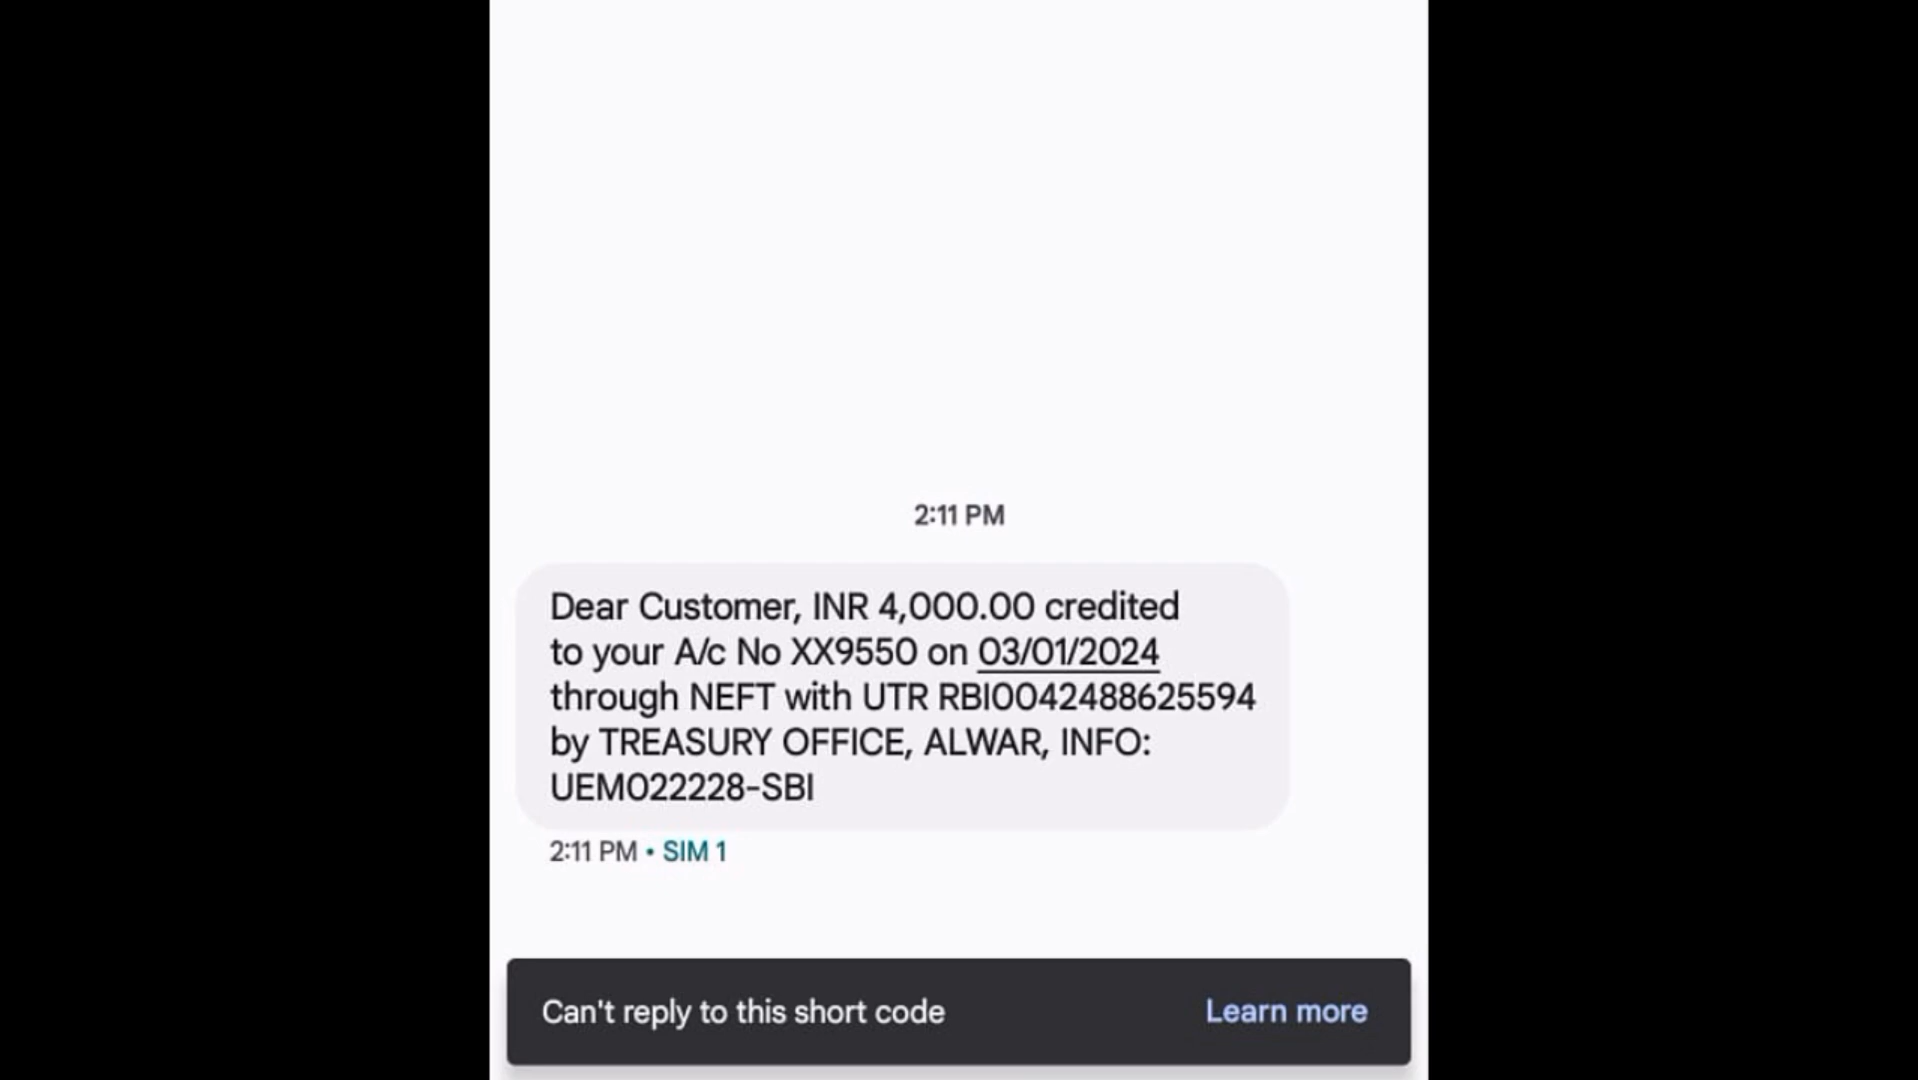 2:11 PM
Dear Customer, INR 4,000.00 credited
to your A/c No XX9550 on 03/01/2024
through NEFT with UTR RBI0042488625594
by TREASURY OFFICE, ALWAR, INFO:
UEM022228-SBI
2:11 PM • SIM 1
Can't reply to this short code Learn more